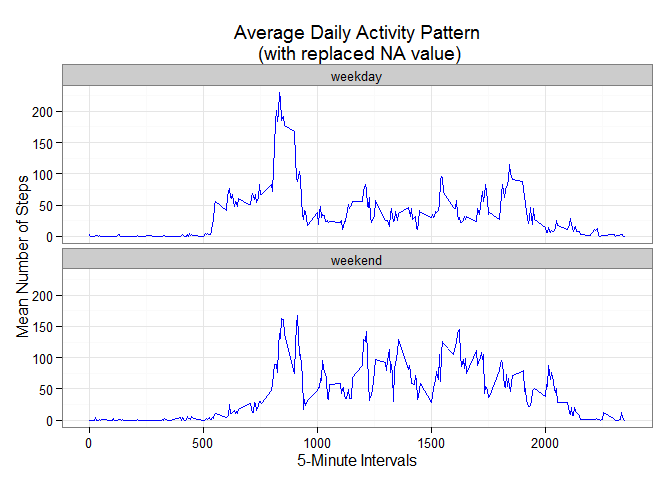 Average Daily Activity Pattern
(with replaced NA value)
weekday
200
150
100
50
0
Mean Number of Steps
weekend
200
150
100
50
0
0 500 1000 1500 2000
5-Minute Intervals